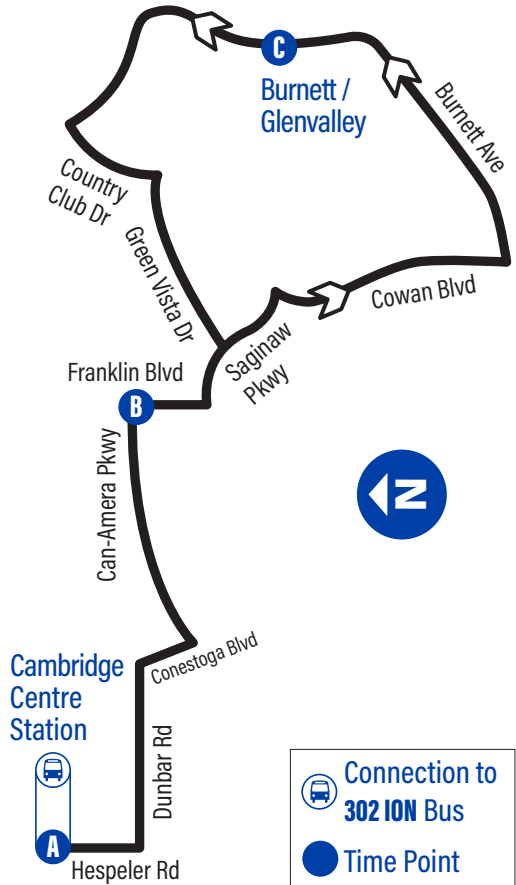 C
Burnett /
Glenvalley
Burnett Ave
Country
Club Dr
Green Vista Dr
Cowan Blvd
Saginaw
Pkwy
Franklin Blvd
B
Can-Amera Pkwy
N
Conestoga Blvd
Cambridge
Centre
Station
Dunbar Rd
A
Hespeler Rd
Connection to
302 ION Bus
Time Point